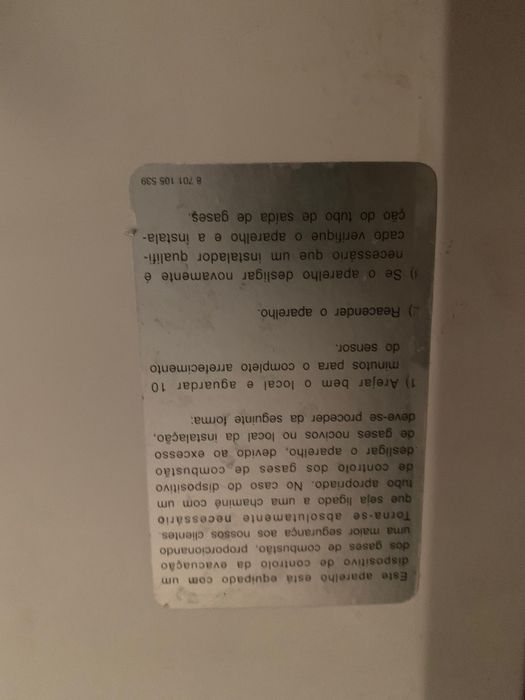 Este aparelho está equipado com um
dispositivo de controlo da evacuação
dos gases de combustão, proporcionando
uma maior segurança aos nossos clientes.
Torna-se absolutamente necessário
que seja ligado a uma chaminé com um
tubo apropriado. No caso do dispositivo
de controlo dos gases de combustão
desligar o aparelho, devido ao excesso
de gases nocivos no local da instalação,
deve-se proceder da seguinte forma:
1) Arejar bem o local e aguardar 10
minutos para o completo arrefecimento
do sensor.
) Reacender o aparelho.
) Se o aparelho desligar novamente é
necessário que um instalador qualifi-
cado verifique o aparelho e a instala-
ção do tubo de saída de gases.
8 701 105 539